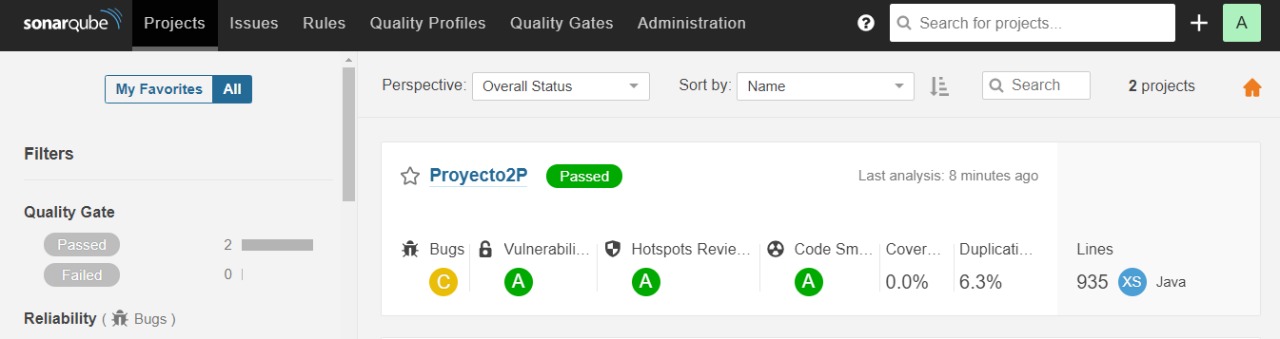 sonarqube Projects Issues Rules Quality Profiles Quality Gates Administration ? Search for projects... + A
My Favorites All
Perspective: Overall Status Sort by: Name Search 2 projects
Filters
Proyecto2P Passed Last analysis: 8 minutes ago
Quality Gate
Passed 2
Failed 0
Bugs Vulnerabili... Hotspots Revie... Code Sm... Cover... Duplicati... Lines
C A A A 0.0% 6.3% 935 XS Java
Reliability ( Bugs )